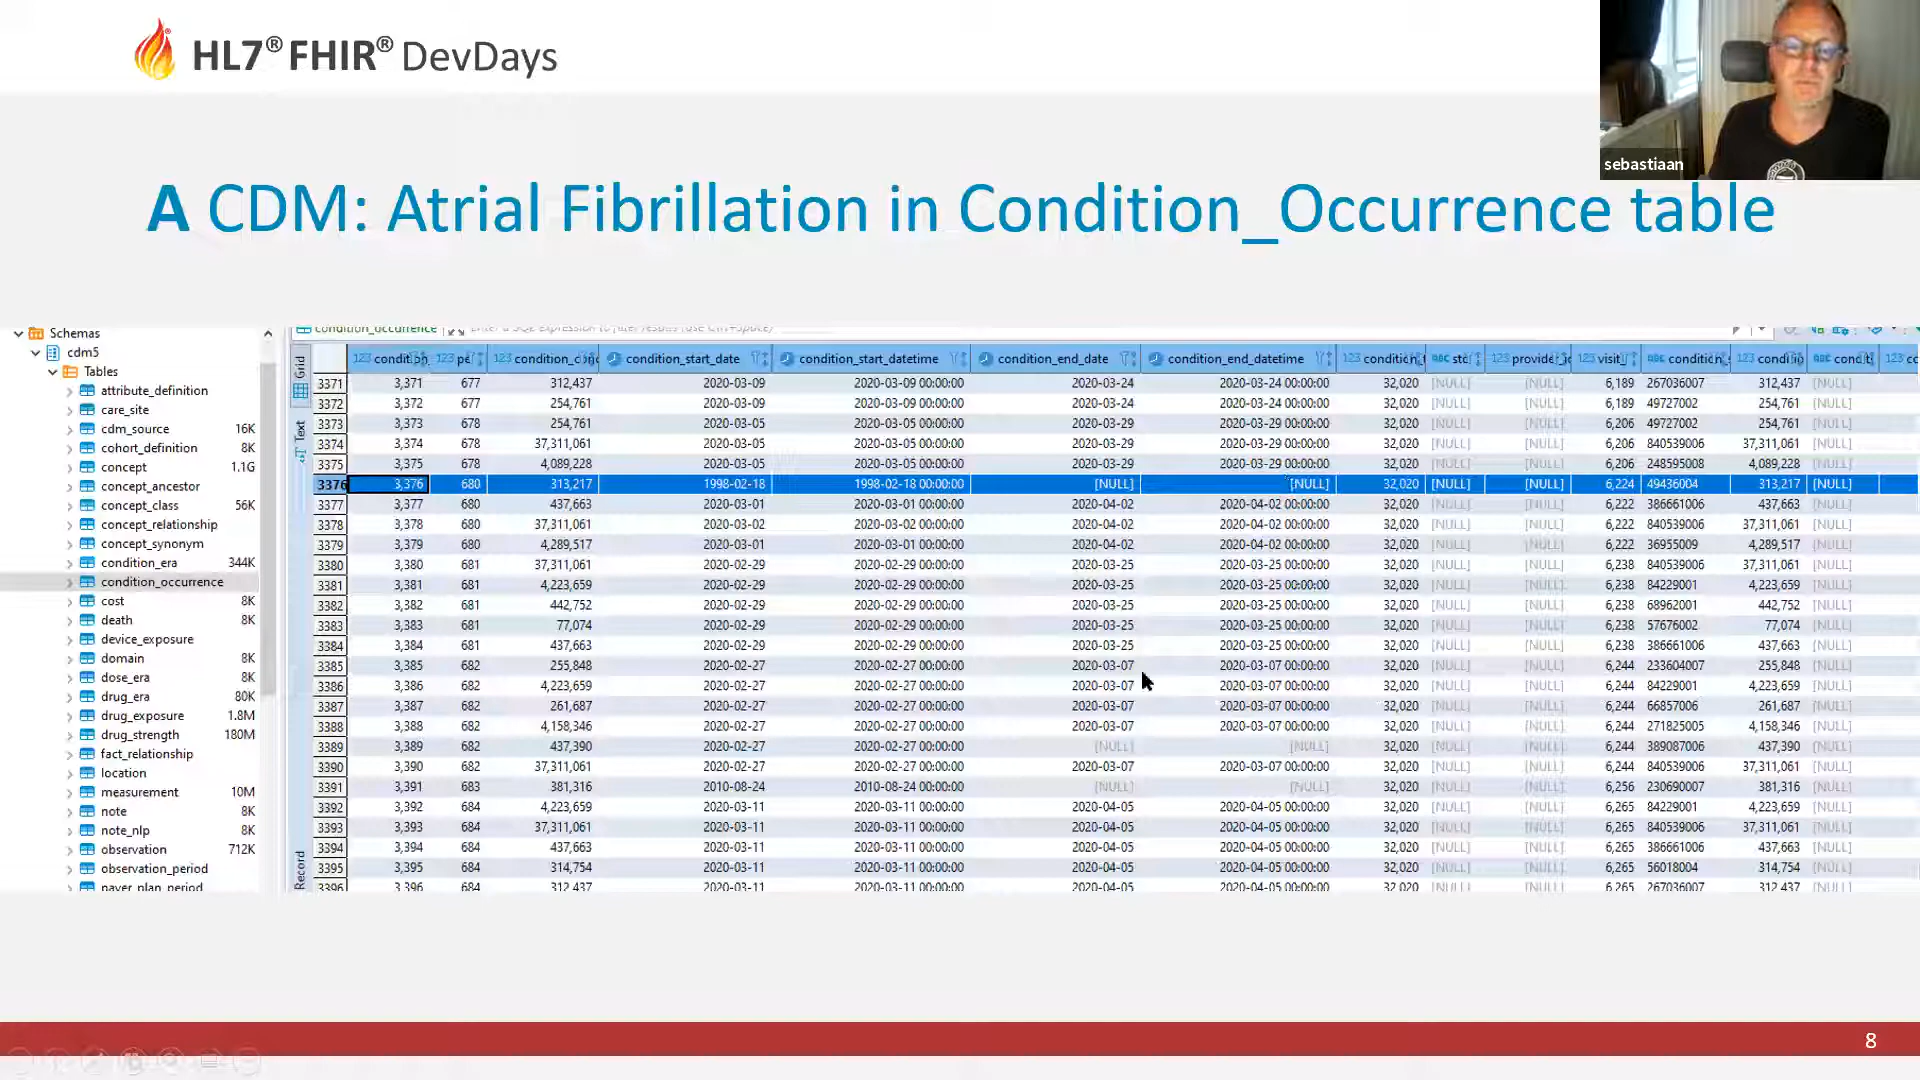 HL7® FHIR® DevDays
sebastiaan
A CDM: Atrial Fibrillation in Condition_Occurrence table
Schemas
cdm5
Tables
attribute_definition
care_site
cdm_source 16K
cohort_definition 8K
concept 1.1G
concept_ancestor
concept_class 56K
concept_relationship
concept_synonym
condition_era 344K
condition_occurrence
cost 8K
death 8K
device_exposure
domain 8K
dose_era 8K
drug_era 80K
drug_exposure 1.8M
drug_strength 180M
fact_relationship
location
measurement 10M
note 8K
note_nlp 8K
observation 712K
observation_period
payer_plan_period
condition_occurrence
Grid
Text
Record
condition_start_date condition_start_datetime condition_end_date condition_end_datetime
3371 3,371 677 312,437 2020-03-09 2020-03-09 00:00:00 2020-03-24 2020-03-24 00:00:00 32,020 [NULL] [NULL] 6,189 267036007 312,437 [NULL]
3372 3,372 677 254,761 2020-03-09 2020-03-09 00:00:00 2020-03-24 2020-03-24 00:00:00 32,020 [NULL] [NULL] 6,189 49727002 254,761 [NULL]
3373 3,373 678 254,761 2020-03-05 2020-03-05 00:00:00 2020-03-29 2020-03-29 00:00:00 32,020 [NULL] [NULL] 6,206 49727002 254,761 [NULL]
3374 3,374 678 37,311,061 2020-03-05 2020-03-05 00:00:00 2020-03-29 2020-03-29 00:00:00 32,020 [NULL] [NULL] 6,206 840539006 37,311,061 [NULL]
3375 3,375 678 4,089,228 2020-03-05 2020-03-05 00:00:00 2020-03-29 2020-03-29 00:00:00 32,020 [NULL] [NULL] 6,206 248595008 4,089,228 [NULL]
3376 3,376 680 313,217 1998-02-18 1998-02-18 00:00:00 [NULL] [NULL] 32,020 [NULL] [NULL] 6,224 49436004 313,217 [NULL]
3377 3,377 680 437,663 2020-03-01 2020-03-01 00:00:00 2020-04-02 2020-04-02 00:00:00 32,020 [NULL] [NULL] 6,222 386661006 437,663 [NULL]
3378 3,378 680 37,311,061 2020-03-02 2020-03-02 00:00:00 2020-04-02 2020-04-02 00:00:00 32,020 [NULL] [NULL] 6,222 840539006 37,311,061 [NULL]
3379 3,379 680 4,289,517 2020-03-01 2020-03-01 00:00:00 2020-04-02 2020-04-02 00:00:00 32,020 [NULL] [NULL] 6,222 36955009 4,289,517 [NULL]
3380 3,380 681 37,311,061 2020-02-29 2020-02-29 00:00:00 2020-03-25 2020-03-25 00:00:00 32,020 [NULL] [NULL] 6,238 840539006 37,311,061 [NULL]
3381 3,381 681 4,223,659 2020-02-29 2020-02-29 00:00:00 2020-03-25 2020-03-25 00:00:00 32,020 [NULL] [NULL] 6,238 84229001 4,223,659 [NULL]
3382 3,382 681 442,752 2020-02-29 2020-02-29 00:00:00 2020-03-25 2020-03-25 00:00:00 32,020 [NULL] [NULL] 6,238 68962001 442,752 [NULL]
3383 3,383 681 77,074 2020-02-29 2020-02-29 00:00:00 2020-03-25 2020-03-25 00:00:00 32,020 [NULL] [NULL] 6,238 57676002 77,074 [NULL]
3384 3,384 681 437,663 2020-02-29 2020-02-29 00:00:00 2020-03-25 2020-03-25 00:00:00 32,020 [NULL] [NULL] 6,238 386661006 437,663 [NULL]
3385 3,385 682 255,848 2020-02-27 2020-02-27 00:00:00 2020-03-07 2020-03-07 00:00:00 32,020 [NULL] [NULL] 6,244 233604007 255,848 [NULL]
3386 3,386 682 4,223,659 2020-02-27 2020-02-27 00:00:00 2020-03-07 2020-03-07 00:00:00 32,020 [NULL] [NULL] 6,244 84229001 4,223,659 [NULL]
3387 3,387 682 261,687 2020-02-27 2020-02-27 00:00:00 2020-03-07 2020-03-07 00:00:00 32,020 [NULL] [NULL] 6,244 66857006 261,687 [NULL]
3388 3,388 682 4,158,346 2020-02-27 2020-02-27 00:00:00 2020-03-07 2020-03-07 00:00:00 32,020 [NULL] [NULL] 6,244 271825005 4,158,346 [NULL]
3389 3,389 682 437,390 2020-02-27 2020-02-27 00:00:00 [NULL] [NULL] 32,020 [NULL] [NULL] 6,244 389087006 437,390 [NULL]
3390 3,390 682 37,311,061 2020-02-27 2020-02-27 00:00:00 2020-03-07 2020-03-07 00:00:00 32,020 [NULL] [NULL] 6,244 840539006 37,311,061 [NULL]
3391 3,391 683 381,316 2010-08-24 2010-08-24 00:00:00 [NULL] [NULL] 32,020 [NULL] [NULL] 6,256 230690007 381,316 [NULL]
3392 3,392 684 4,223,659 2020-03-11 2020-03-11 00:00:00 2020-04-05 2020-04-05 00:00:00 32,020 [NULL] [NULL] 6,265 84229001 4,223,659 [NULL]
3393 3,393 684 37,311,061 2020-03-11 2020-03-11 00:00:00 2020-04-05 2020-04-05 00:00:00 32,020 [NULL] [NULL] 6,265 840539006 37,311,061 [NULL]
3394 3,394 684 437,663 2020-03-11 2020-03-11 00:00:00 2020-04-05 2020-04-05 00:00:00 32,020 [NULL] [NULL] 6,265 386661006 437,663 [NULL]
3395 3,395 684 314,754 2020-03-11 2020-03-11 00:00:00 2020-04-05 2020-04-05 00:00:00 32,020 [NULL] [NULL] 6,265 56018004 314,754 [NULL]
3396 3,396 684 312,437 2020-03-11 2020-03-11 00:00:00 2020-04-05 2020-04-05 00:00:00 32,020 [NULL] [NULL] 6,265 267036007 312,437 [NULL]
8